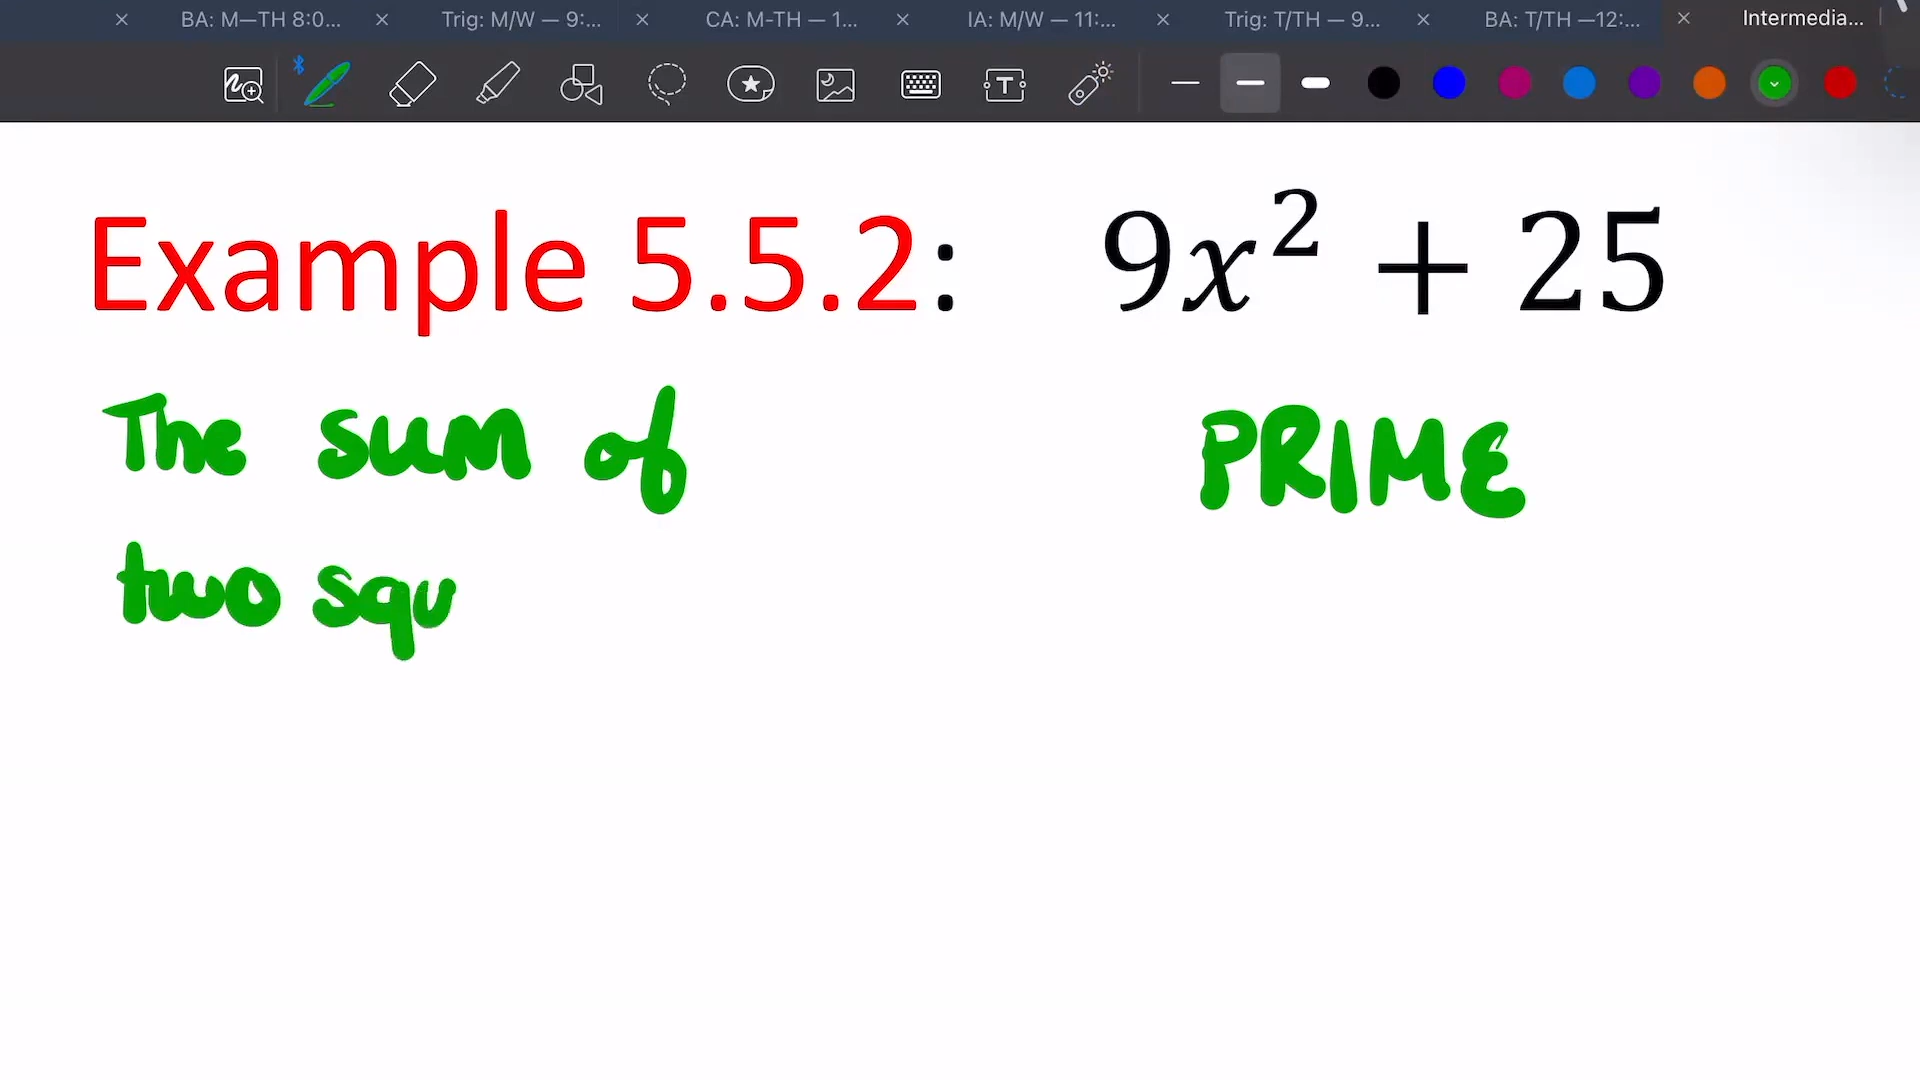 BA: M—TH 8:0... Trig: M/W — 9:... CA: M-TH — 1... IA: M/W — 11:... Trig: T/TH — 9... BA: T/TH —12:... Intermedia...
T
Example 5.5.2: 9x² + 25
The sum of PRIME
two squ